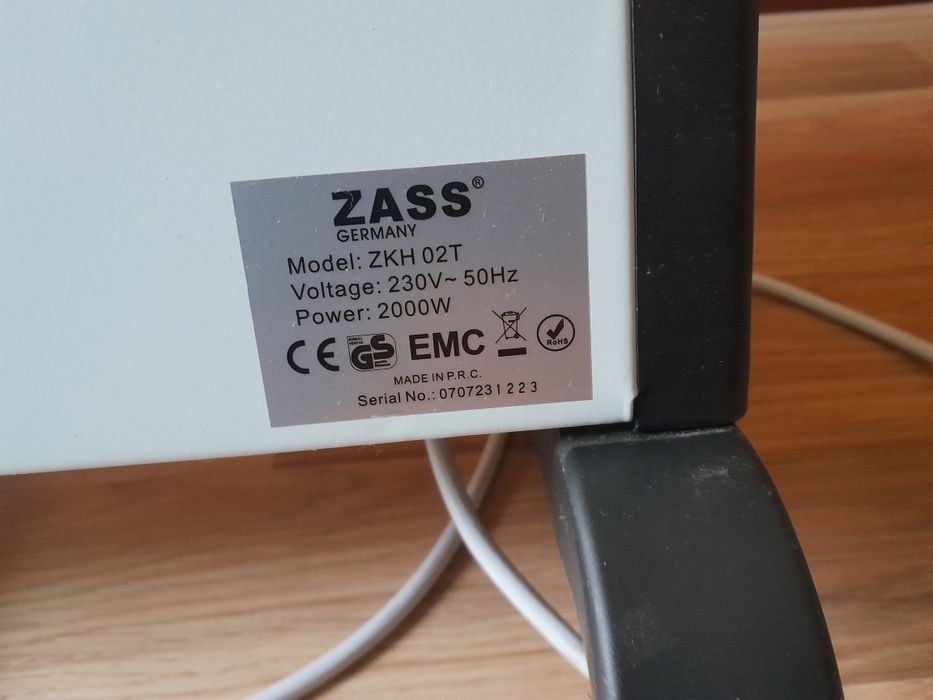 ZASS®
GERMANY
Model: ZKH 02T
Voltage: 230V~ 50Hz
Power: 2000W
CE GS EMC RoHS
MADE IN P.R.C.
Serial No.: 0707231223